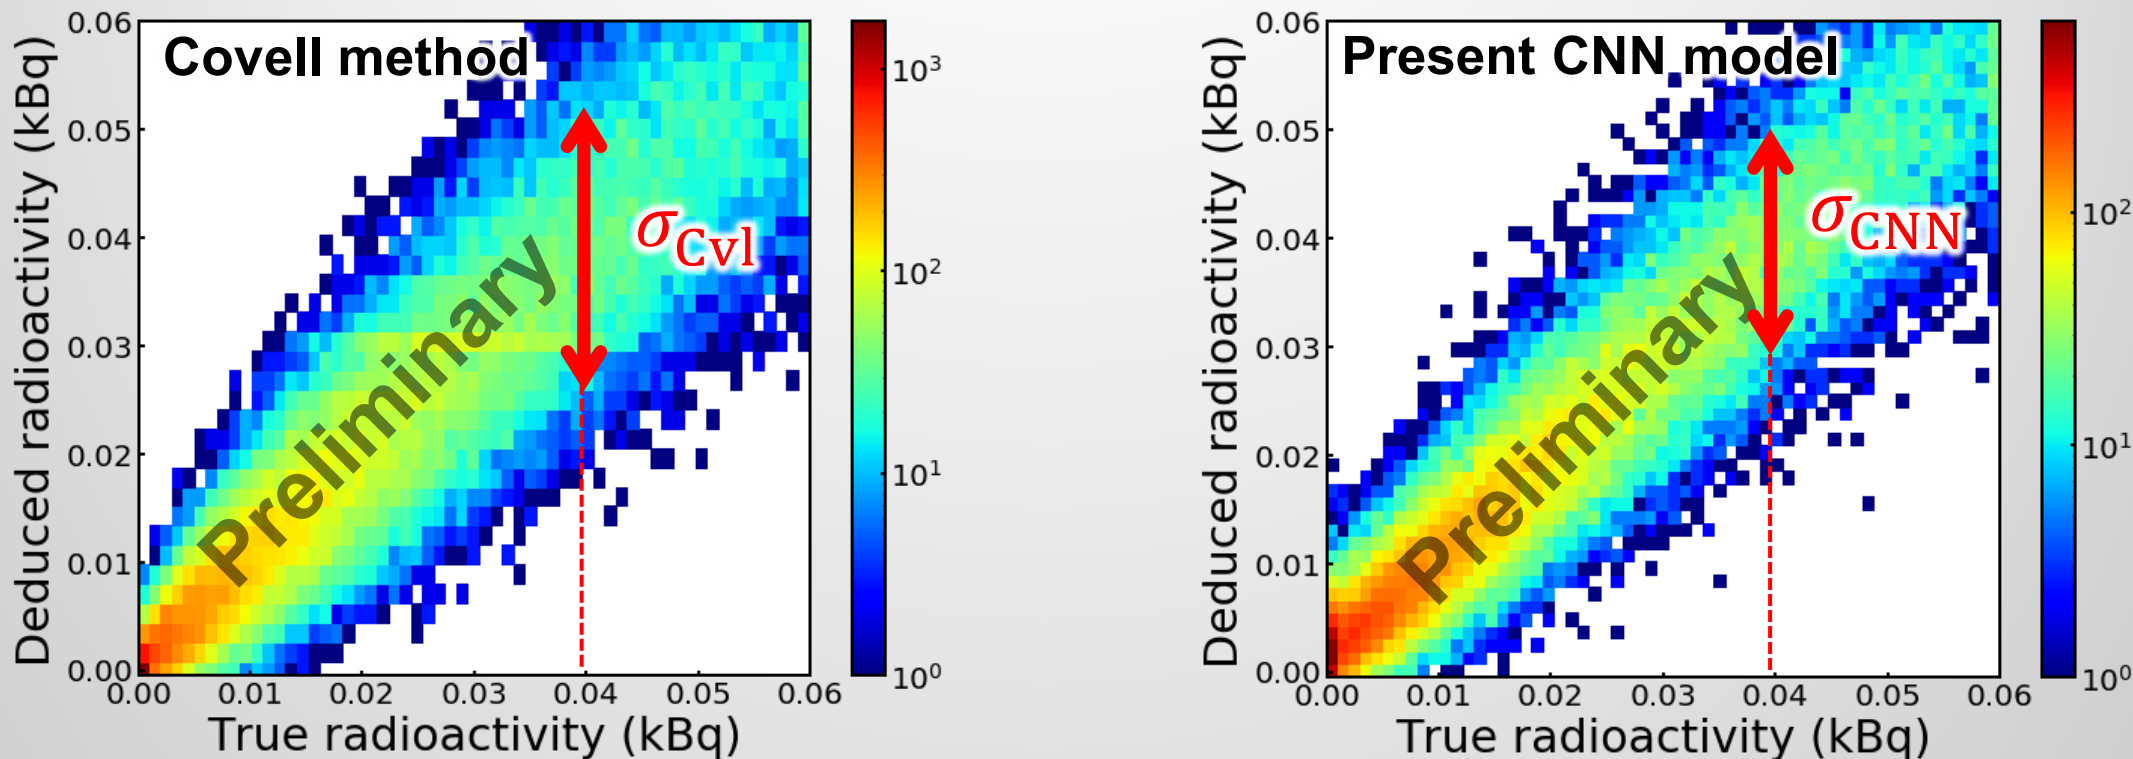 Covell method
0.06
0.05
0.04
0.03
0.02
0.01
0.00
Deduced radioactivity (kBq)
σCvl
Preliminary
0.00 0.01 0.02 0.03 0.04 0.05 0.06
True radioactivity (kBq)
10³
10²
10¹
10⁰
Present CNN model
0.06
0.05
0.04
0.03
0.02
0.01
0.00
Deduced radioactivity (kBq)
σCNN
Preliminary
0.00 0.01 0.02 0.03 0.04 0.05 0.06
True radioactivity (kBq)
10²
10¹
10⁰